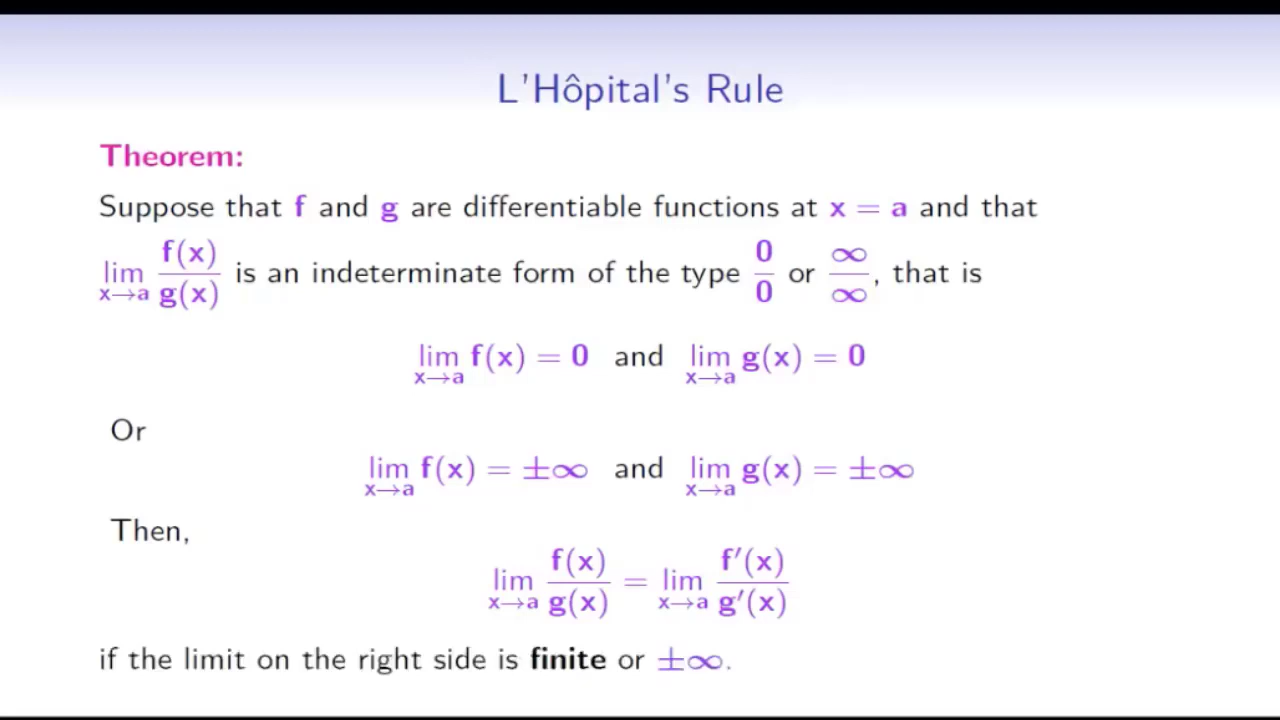 L'Hôpital's Rule
Theorem:
Suppose that f and g are differentiable functions at x = a and that
lim_{x→a} f(x)/g(x) is an indeterminate form of the type 0/0 or ∞/∞, that is
lim_{x→a} f(x) = 0 and lim_{x→a} g(x) = 0
Or
lim_{x→a} f(x) = ±∞ and lim_{x→a} g(x) = ±∞
Then,
lim_{x→a} f(x)/g(x) = lim_{x→a} f′(x)/g′(x)
if the limit on the right side is finite or ±∞.